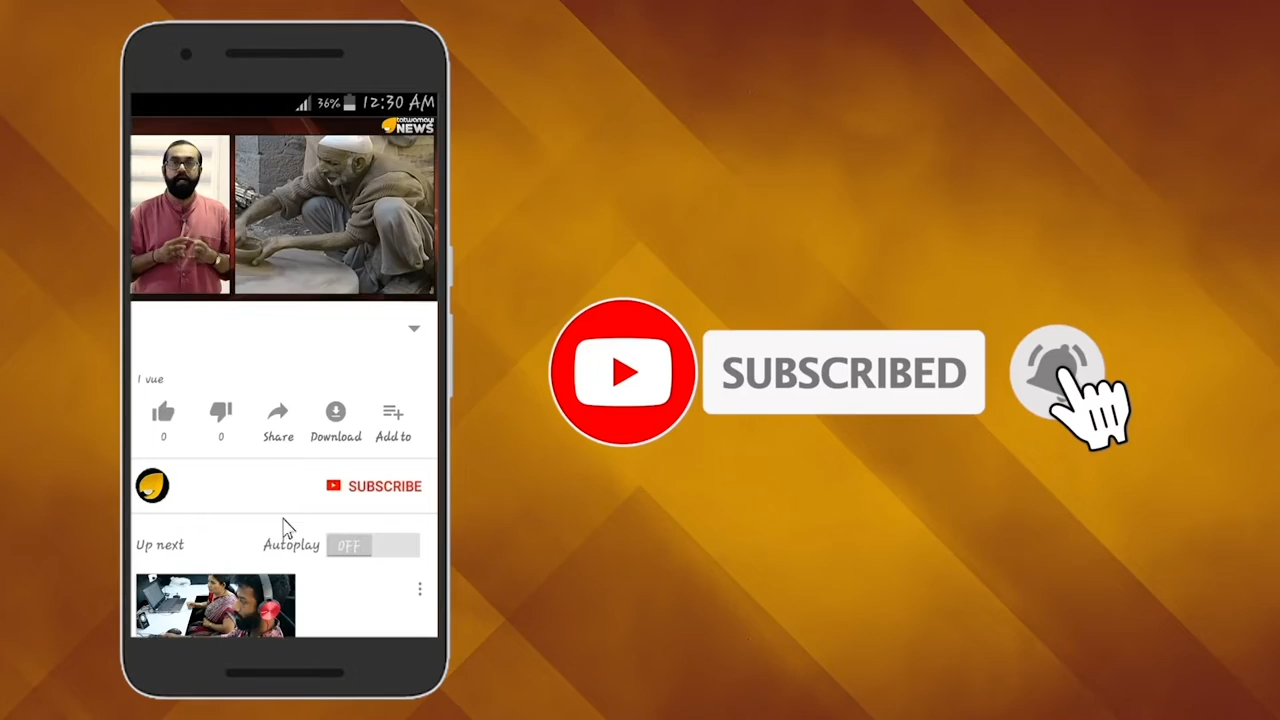 36% 12:30 AM
tatwamayi
NEWS
1 vue
0 0 Share Download Add to
SUBSCRIBE
Up next Autoplay OFF
SUBSCRIBED